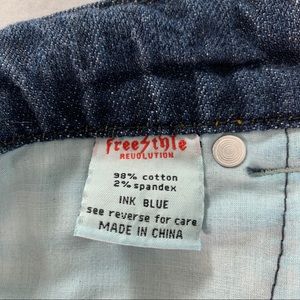 freestyle
REVOLUTION
98% cotton
2% spandex
INK BLUE
see reverse for care
MADE IN CHINA